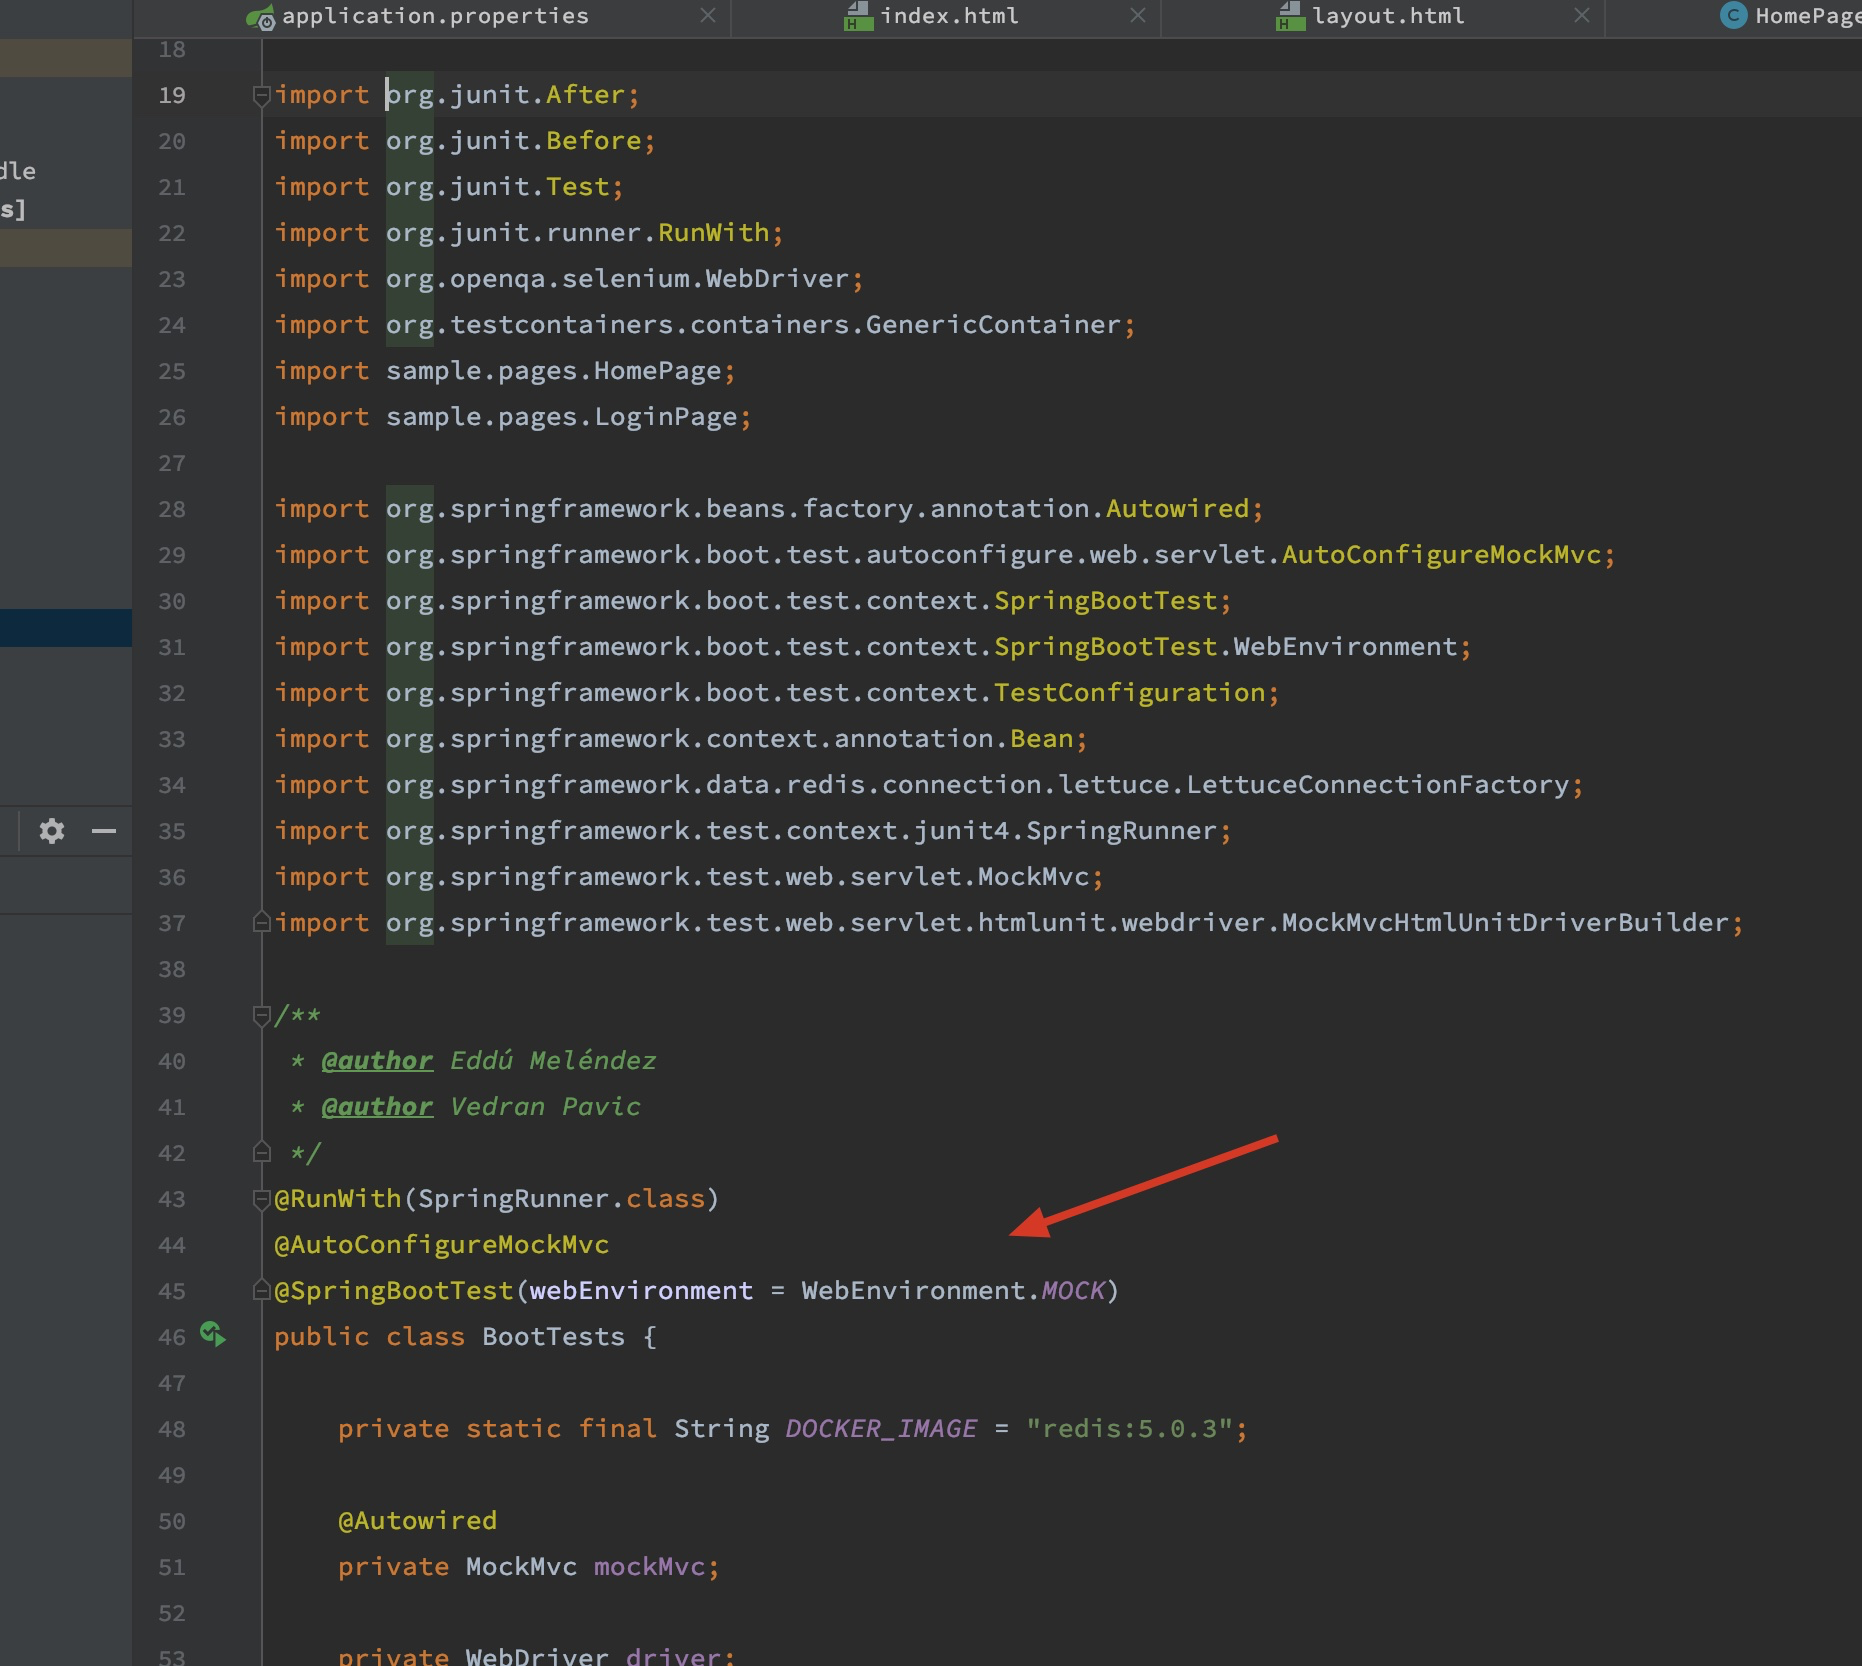 application.properties
index.html
layout.html
HomePage
dle
s]
18
19 import org.junit.After;
20 import org.junit.Before;
21 import org.junit.Test;
22 import org.junit.runner.RunWith;
23 import org.openqa.selenium.WebDriver;
24 import org.testcontainers.containers.GenericContainer;
25 import sample.pages.HomePage;
26 import sample.pages.LoginPage;
27
28 import org.springframework.beans.factory.annotation.Autowired;
29 import org.springframework.boot.test.autoconfigure.web.servlet.AutoConfigureMockMvc;
30 import org.springframework.boot.test.context.SpringBootTest;
31 import org.springframework.boot.test.context.SpringBootTest.WebEnvironment;
32 import org.springframework.boot.test.context.TestConfiguration;
33 import org.springframework.context.annotation.Bean;
34 import org.springframework.data.redis.connection.lettuce.LettuceConnectionFactory;
35 import org.springframework.test.context.junit4.SpringRunner;
36 import org.springframework.test.web.servlet.MockMvc;
37 import org.springframework.test.web.servlet.htmlunit.webdriver.MockMvcHtmlUnitDriverBuilder;
38
39 /**
40 * @author Eddú Meléndez
41 * @author Vedran Pavic
42 */
43 @RunWith(SpringRunner.class)
44 @AutoConfigureMockMvc
45 @SpringBootTest(webEnvironment = WebEnvironment.MOCK)
46 public class BootTests {
47
48 private static final String DOCKER_IMAGE = "redis:5.0.3";
49
50 @Autowired
51 private MockMvc mockMvc;
52
53 private WebDriver driver;